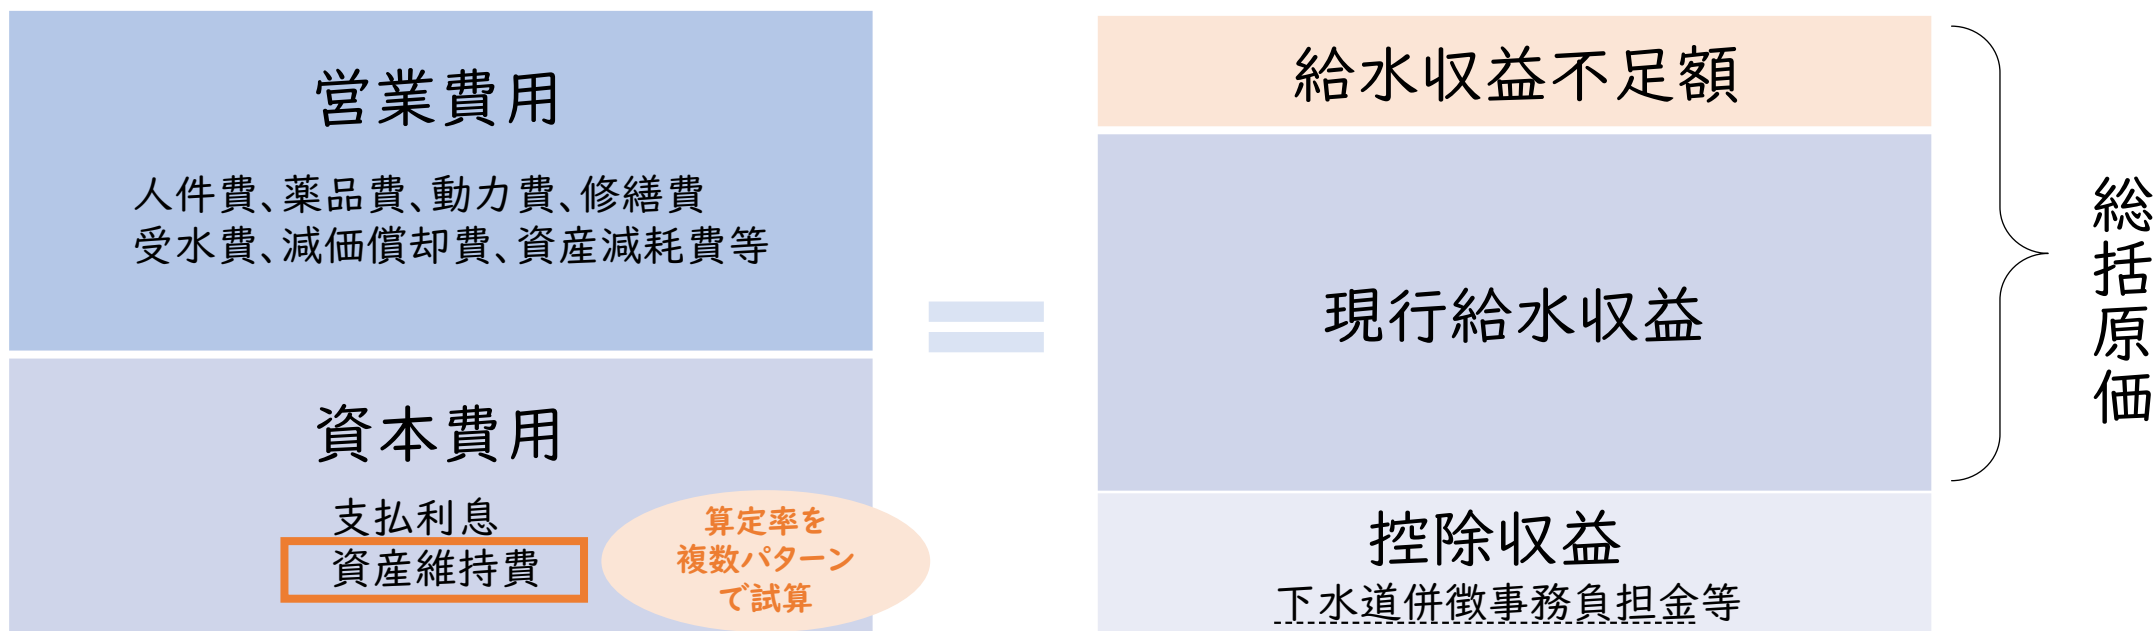 営業費用
人件費、薬品費、動力費、修繕費
受水費、減価償却費、資産減耗費等
資本費用
支払利息
資産維持費
算定率を
複数パターン
で試算
給水収益不足額
現行給水収益
控除収益
下水道併徴事務負担金等
総括原価